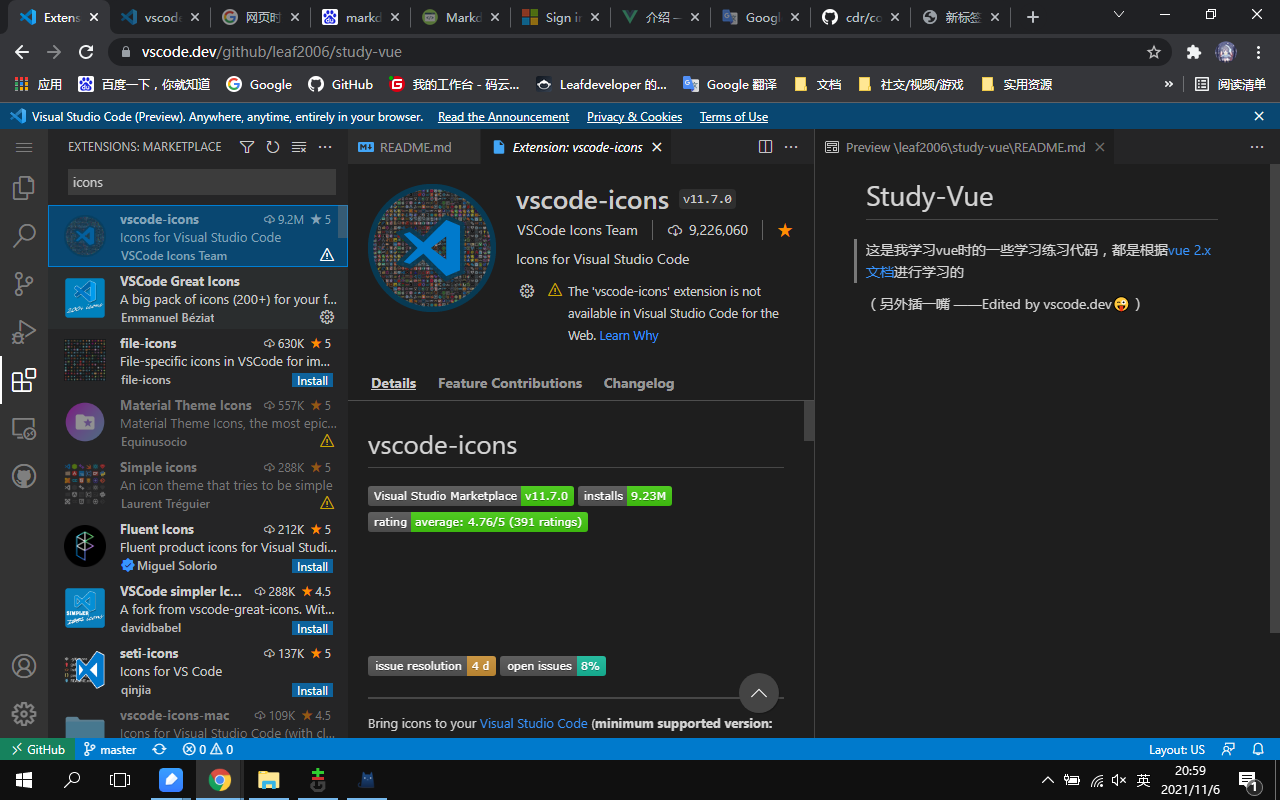 Extens
vscode
网页时
markd
Markd
Sign in
介绍 —
Google
cdr/co
新标签
vscode.dev/github/leaf2006/study-vue
应用
百度一下，你就知道
Google
GitHub
我的工作台 - 码云...
Leafdeveloper 的...
Google 翻译
文档
社交/视频/游戏
实用资源
»
阅读清单
Visual Studio Code (Preview). Anywhere, anytime, entirely in your browser.
Read the Announcement
Privacy & Cookies
Terms of Use
EXTENSIONS: MARKETPLACE
icons
vscode-icons 9.2M ★ 5
Icons for Visual Studio Code
VSCode Icons Team
VSCode Great Icons
A big pack of icons (200+) for your f...
Emmanuel Béziat
file-icons 630K ★ 5
File-specific icons in VSCode for im...
file-icons Install
Material Theme Icons 557K ★ 5
Material Theme Icons, the most epic...
Equinusocio
Simple icons 288K ★ 5
An icon theme that tries to be simple
Laurent Tréguier
Fluent Icons 212K ★ 5
Fluent product icons for Visual Studi...
Miguel Solorio Install
VSCode simpler Ic... 288K ★ 4.5
A fork from vscode-great-icons. Wit...
davidbabel Install
seti-icons 137K ★ 5
Icons for VS Code
qinjia Install
vscode-icons-mac 109K ★ 4.5
Icons for Visual Studio Code (with cl...
README.md
Extension: vscode-icons
vscode-icons v11.7.0
VSCode Icons Team 9,226,060 ★
Icons for Visual Studio Code
The 'vscode-icons' extension is not
available in Visual Studio Code for the
Web. Learn Why
Details Feature Contributions Changelog
vscode-icons
Visual Studio Marketplace v11.7.0 installs 9.23M
rating average: 4.76/5 (391 ratings)
issue resolution 4 d open issues 8%
Bring icons to your Visual Studio Code (minimum supported version:
Preview \leaf2006\study-vue\README.md
Study-Vue
这是我学习vue时的一些学习练习代码，都是根据vue 2.x
文档进行学习的
（另外插一嘴 ——Edited by vscode.dev😜）
GitHub
master
0
0
Layout: US
英
20:59
2021/11/6
1